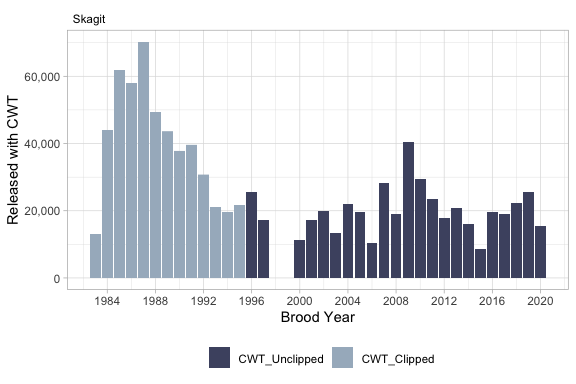 Skagit
Released with CWT
60,000
40,000
20,000
0
1984 1988 1992 1996 2000 2004 2008 2012 2016 2020
Brood Year
CWT_Unclipped CWT_Clipped